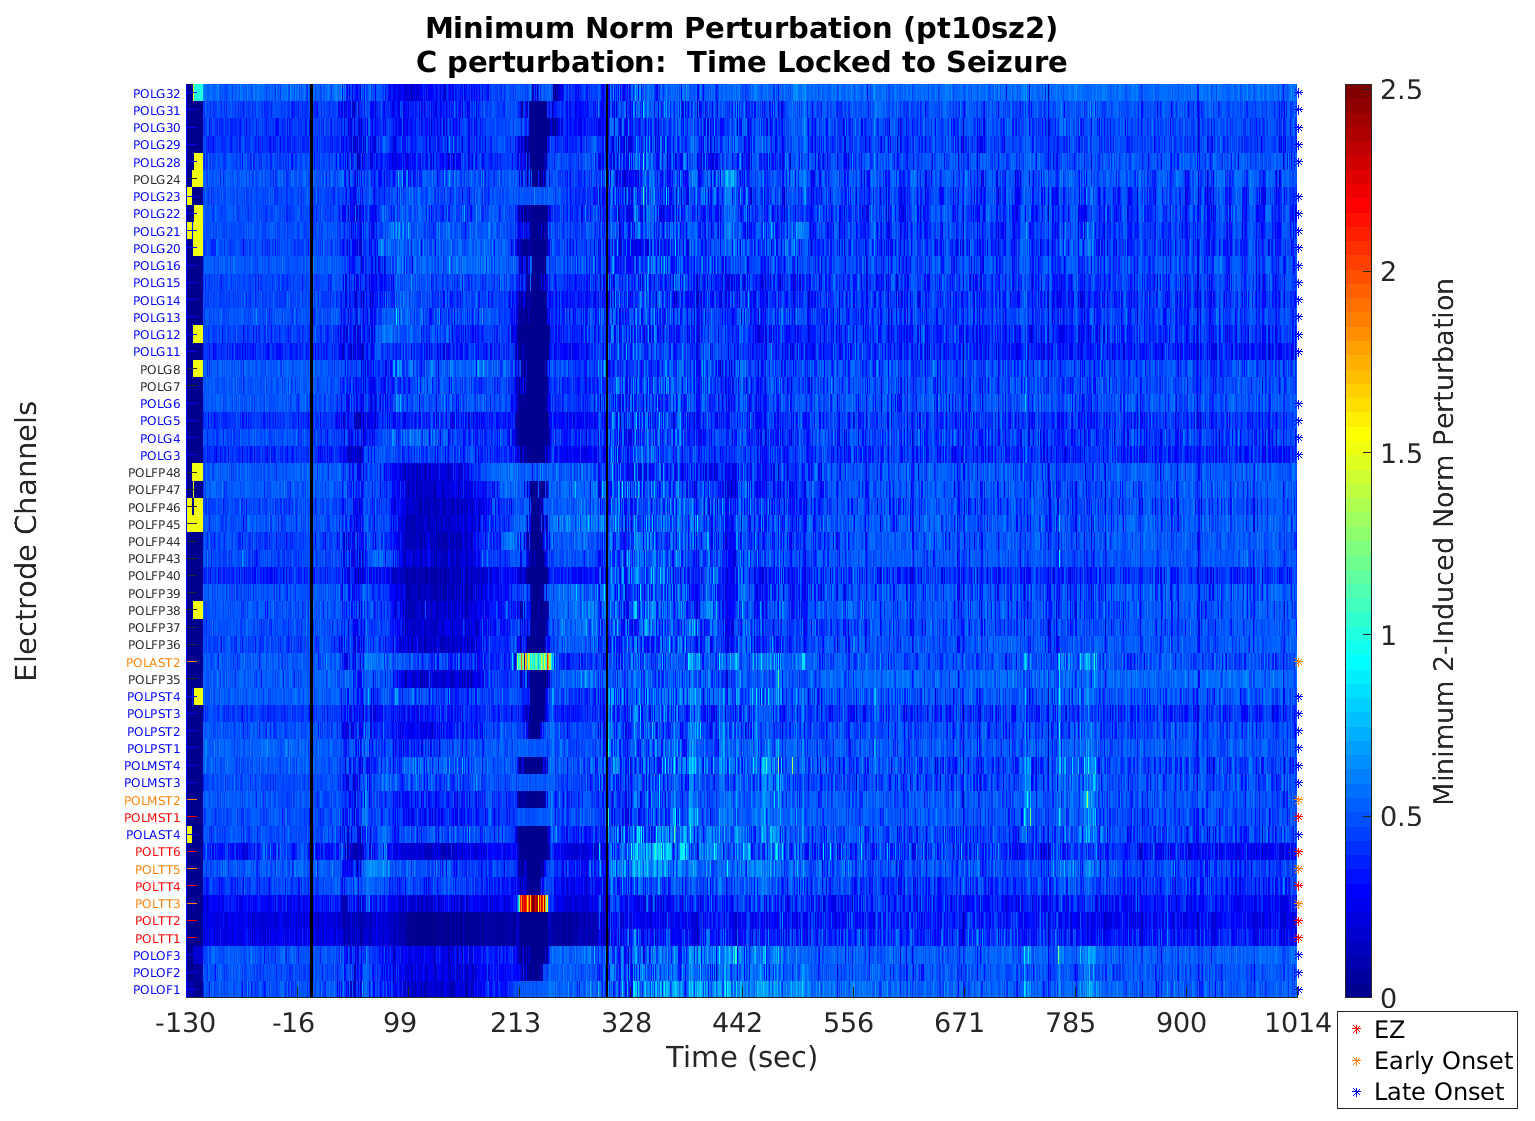 Minimum Norm Perturbation (pt10sz2)
C perturbation:  Time Locked to Seizure
Electrode Channels
POLG32
POLG31
POLG30
POLG29
POLG28
POLG24
POLG23
POLG22
POLG21
POLG20
POLG16
POLG15
POLG14
POLG13
POLG12
POLG11
POLG8
POLG7
POLG6
POLG5
POLG4
POLG3
POLFP48
POLFP47
POLFP46
POLFP45
POLFP44
POLFP43
POLFP40
POLFP39
POLFP38
POLFP37
POLFP36
POLAST2
POLFP35
POLPST4
POLPST3
POLPST2
POLPST1
POLMST4
POLMST3
POLMST2
POLMST1
POLAST4
POLTT6
POLTT5
POLTT4
POLTT3
POLTT2
POLTT1
POLOF3
POLOF2
POLOF1
-130 -16 99 213 328 442 556 671 785 900 1014
Time (sec)
2.5
2
1.5
1
0.5
0
Minimum 2-Induced Norm Perturbation
EZ
Early Onset
Late Onset